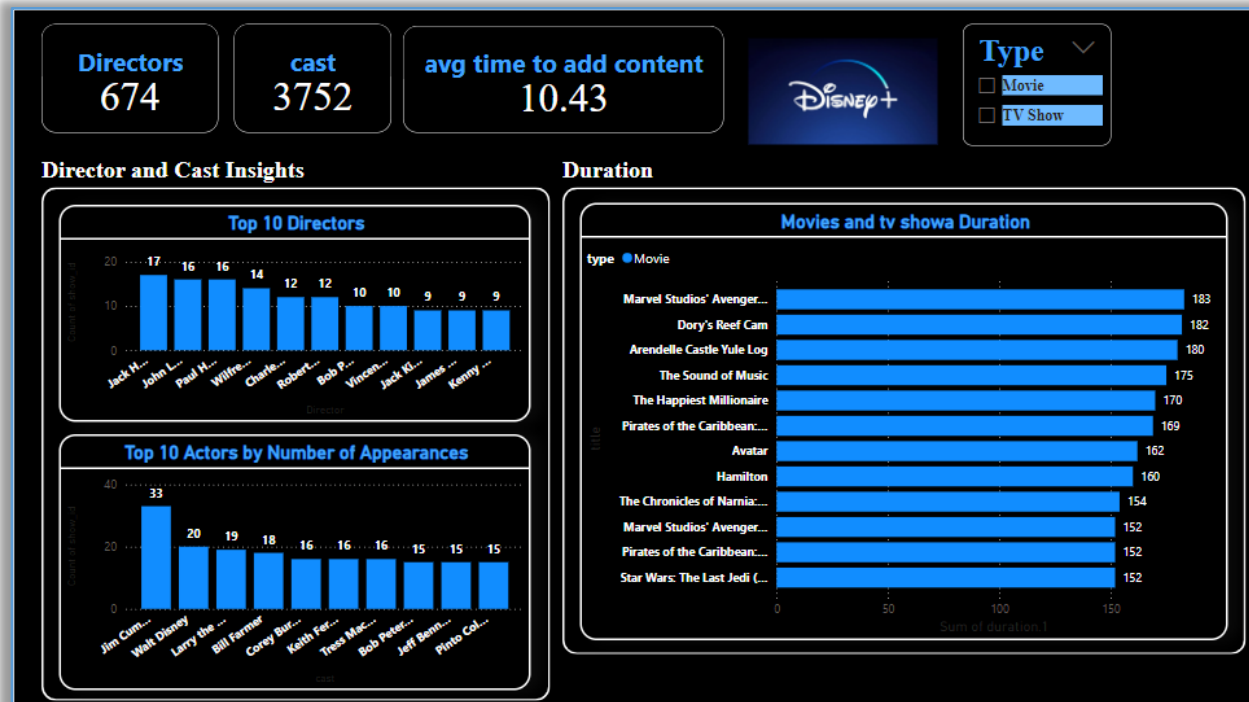 Directors
674
cast
3752
avg time to add content
10.43
Disney+
Type
Movie
TV Show
Director and Cast Insights
Top 10 Directors
Count of show_id
20
10
0
17
16
16
14
12
12
10
10
9
9
9
Jack H...
John L...
Paul H...
Wilfre...
Charle...
Robert...
Bob P...
Vincen...
Jack Ki...
James ...
Kenny ...
Director
Top 10 Actors by Number of Appearances
Count of show_id
40
20
0
33
20
19
18
16
16
16
15
15
15
Jim Cum...
Walt Disney
Larry the ...
Bill Farmer
Corey Bur...
Keith Fer...
Tress Mac...
Bob Peter...
Jeff Benn...
Pinto Col...
cast
Duration
Movies and tv showa Duration
type Movie
title
Marvel Studios' Avenger... 183
Dory's Reef Cam 182
Arendelle Castle Yule Log 180
The Sound of Music 175
The Happiest Millionaire 170
Pirates of the Caribbean:... 169
Avatar 162
Hamilton 160
The Chronicles of Narnia:... 154
Marvel Studios' Avenger... 152
Pirates of the Caribbean:... 152
Star Wars: The Last Jedi (... 152
0 50 100 150
Sum of duration.1